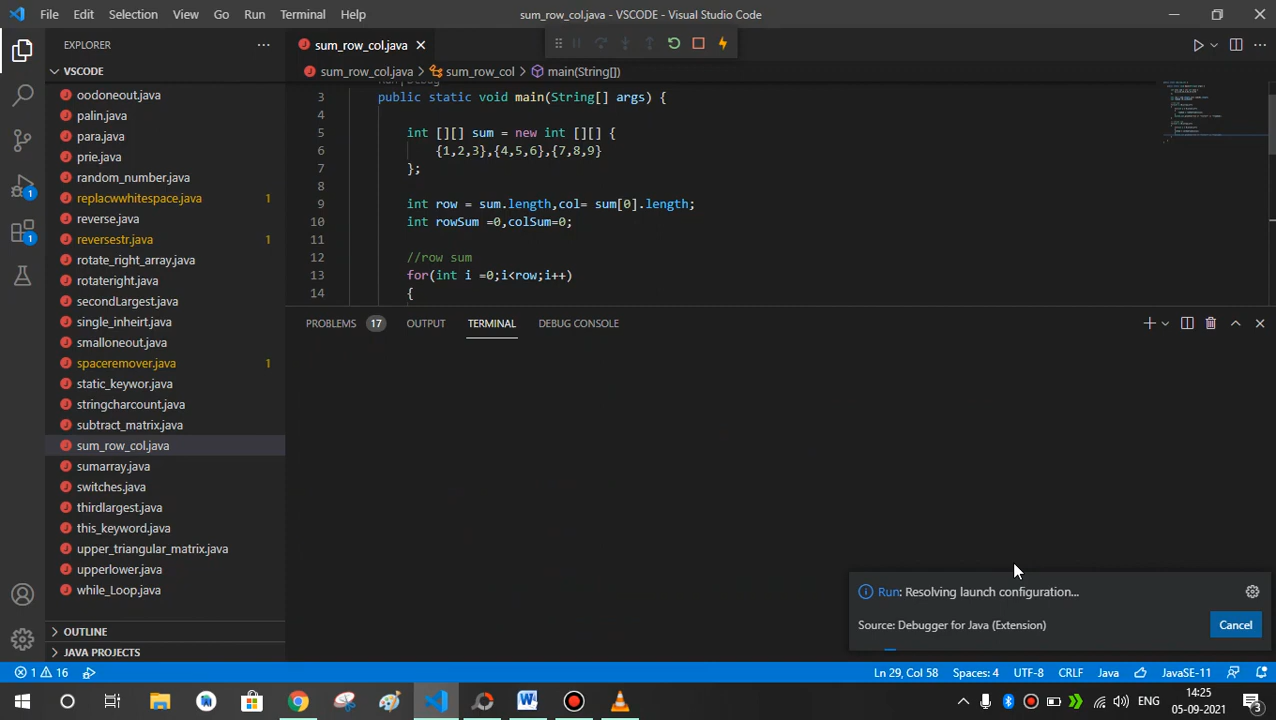 File Edit Selection View Go Run Terminal Help
sum_row_col.java - VSCODE - Visual Studio Code
EXPLORER
VSCODE
oodoneout.java
palin.java
para.java
prie.java
random_number.java
replacwwhitespace.java 1
reverse.java
reversestr.java 1
rotate_right_array.java
rotateright.java
secondLargest.java
single_inheirt.java
smalloneout.java
spaceremover.java 1
static_keywor.java
stringcharcount.java
subtract_matrix.java
sum_row_col.java
sumarray.java
switches.java
thirdlargest.java
this_keyword.java
upper_triangular_matrix.java
upperlower.java
while_Loop.java
OUTLINE
JAVA PROJECTS
1
1
sum_row_col.java
sum_row_col.java > sum_row_col > main(String[])
Run | Debug
3 public static void main(String[] args) {
4
5 int [][] sum = new int [][] {
6 {1,2,3},{4,5,6},{7,8,9}
7 };
8
9 int row = sum.length,col= sum[0].length;
10 int rowSum =0,colSum=0;
11
12 //row sum
13 for(int i =0;i<row;i++)
14 {
PROBLEMS 17 OUTPUT TERMINAL DEBUG CONSOLE
Run: Resolving launch configuration...
Source: Debugger for Java (Extension)
Cancel
1 16
Ln 29, Col 58 Spaces: 4 UTF-8 CRLF Java JavaSE-11
ENG
14:25
05-09-2021
3